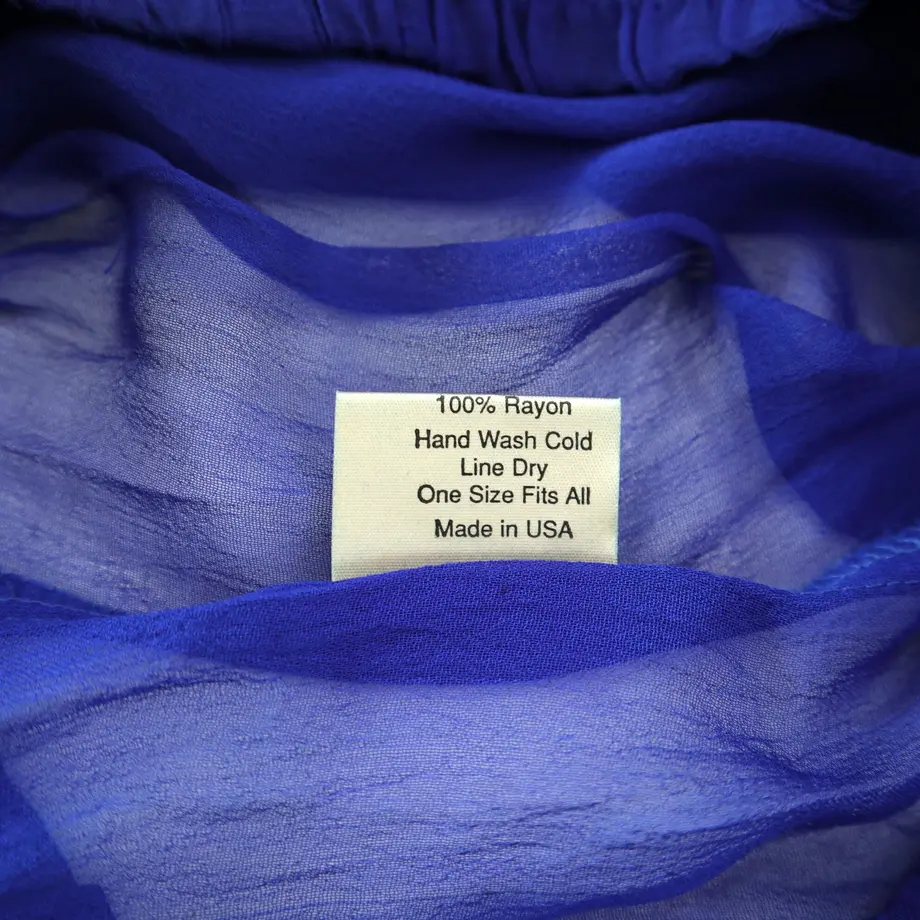 100% Rayon
Hand Wash Cold
Line Dry
One Size Fits All
Made in USA